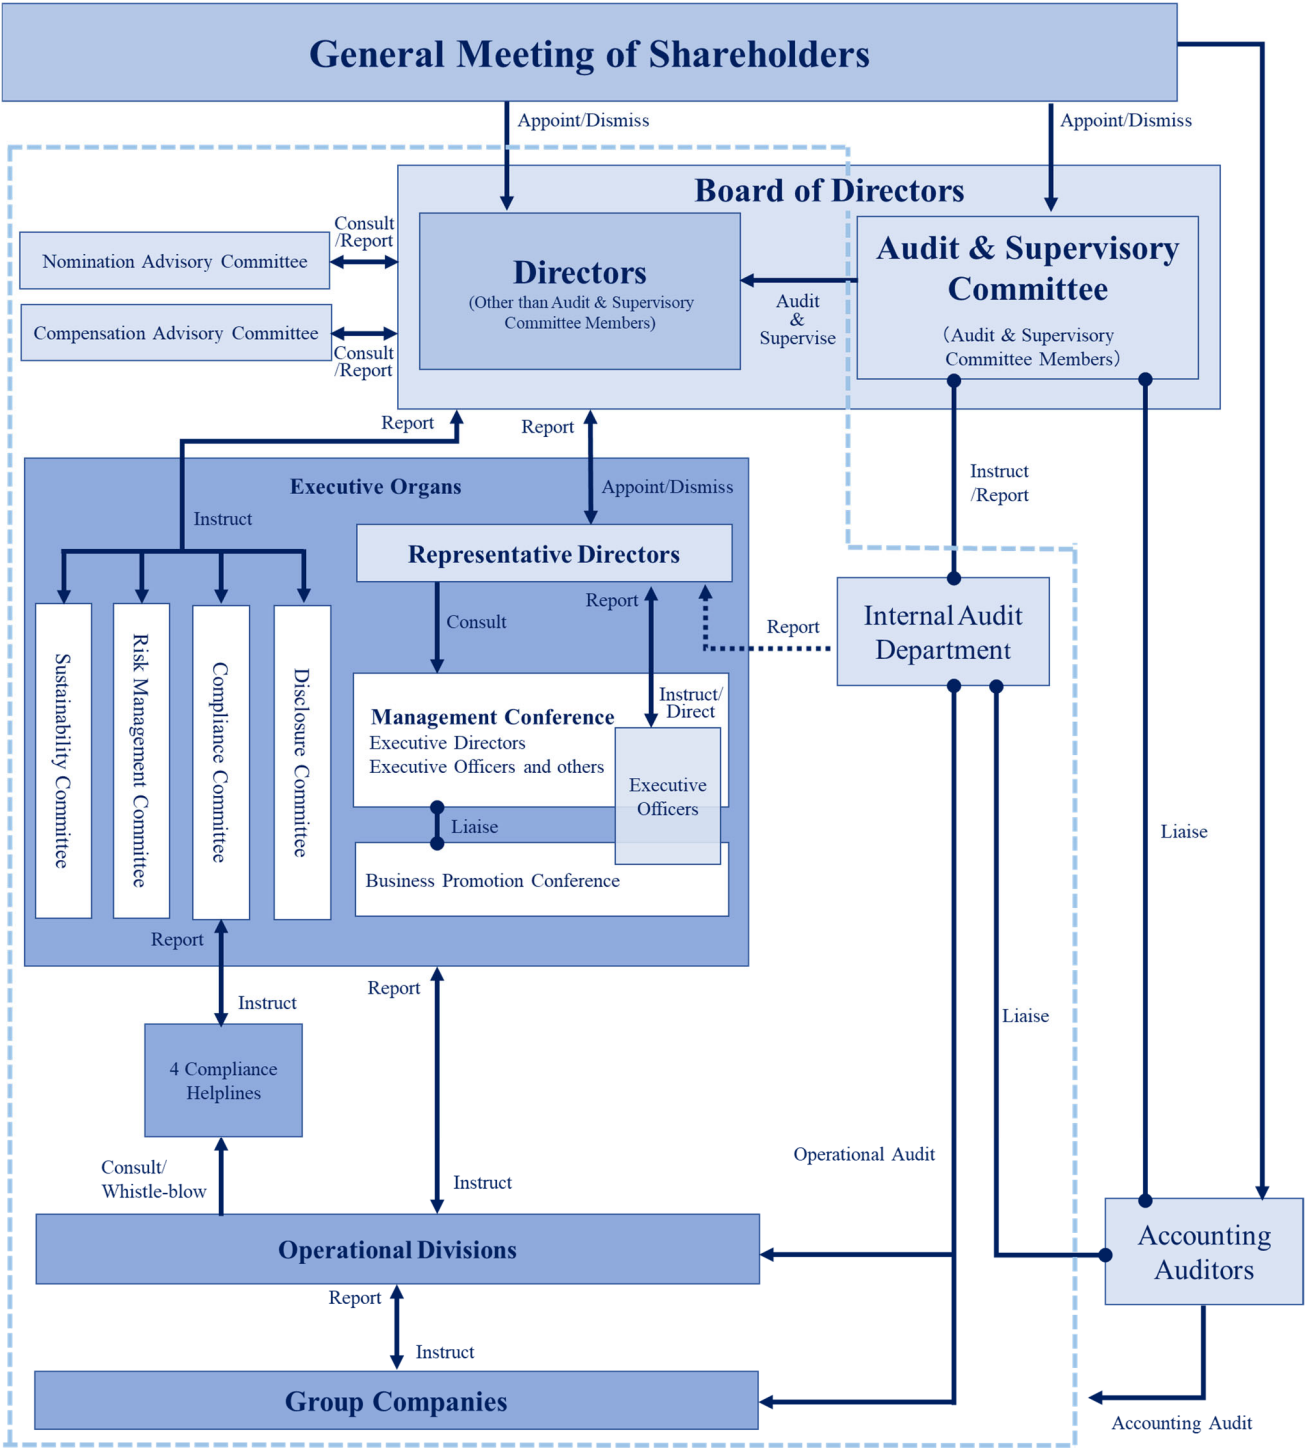 General Meeting of Shareholders
Appoint/Dismiss
Appoint/Dismiss
Board of Directors
Consult
/Report
Nomination Advisory Committee
Compensation Advisory Committee
Consult
/Report
Directors
(Other than Audit & Supervisory
Committee Members)
Audit
&
Supervise
Audit & Supervisory
Committee
(Audit & Supervisory
Committee Members)
Report
Report
Instruct
/Report
Executive Organs
Appoint/Dismiss
Instruct
Representative Directors
Report
Consult
Report
Internal Audit
Department
Sustainability Committee
Risk Management Committee
Compliance Committee
Disclosure Committee
Instruct/
Direct
Management Conference
Executive Directors
Executive Officers and others
Executive
Officers
Liaise
Business Promotion Conference
Liaise
Report
Instruct
Report
Liaise
4 Compliance
Helplines
Consult/
Whistle-blow
Instruct
Operational Audit
Operational Divisions
Accounting
Auditors
Report
Instruct
Group Companies
Accounting Audit